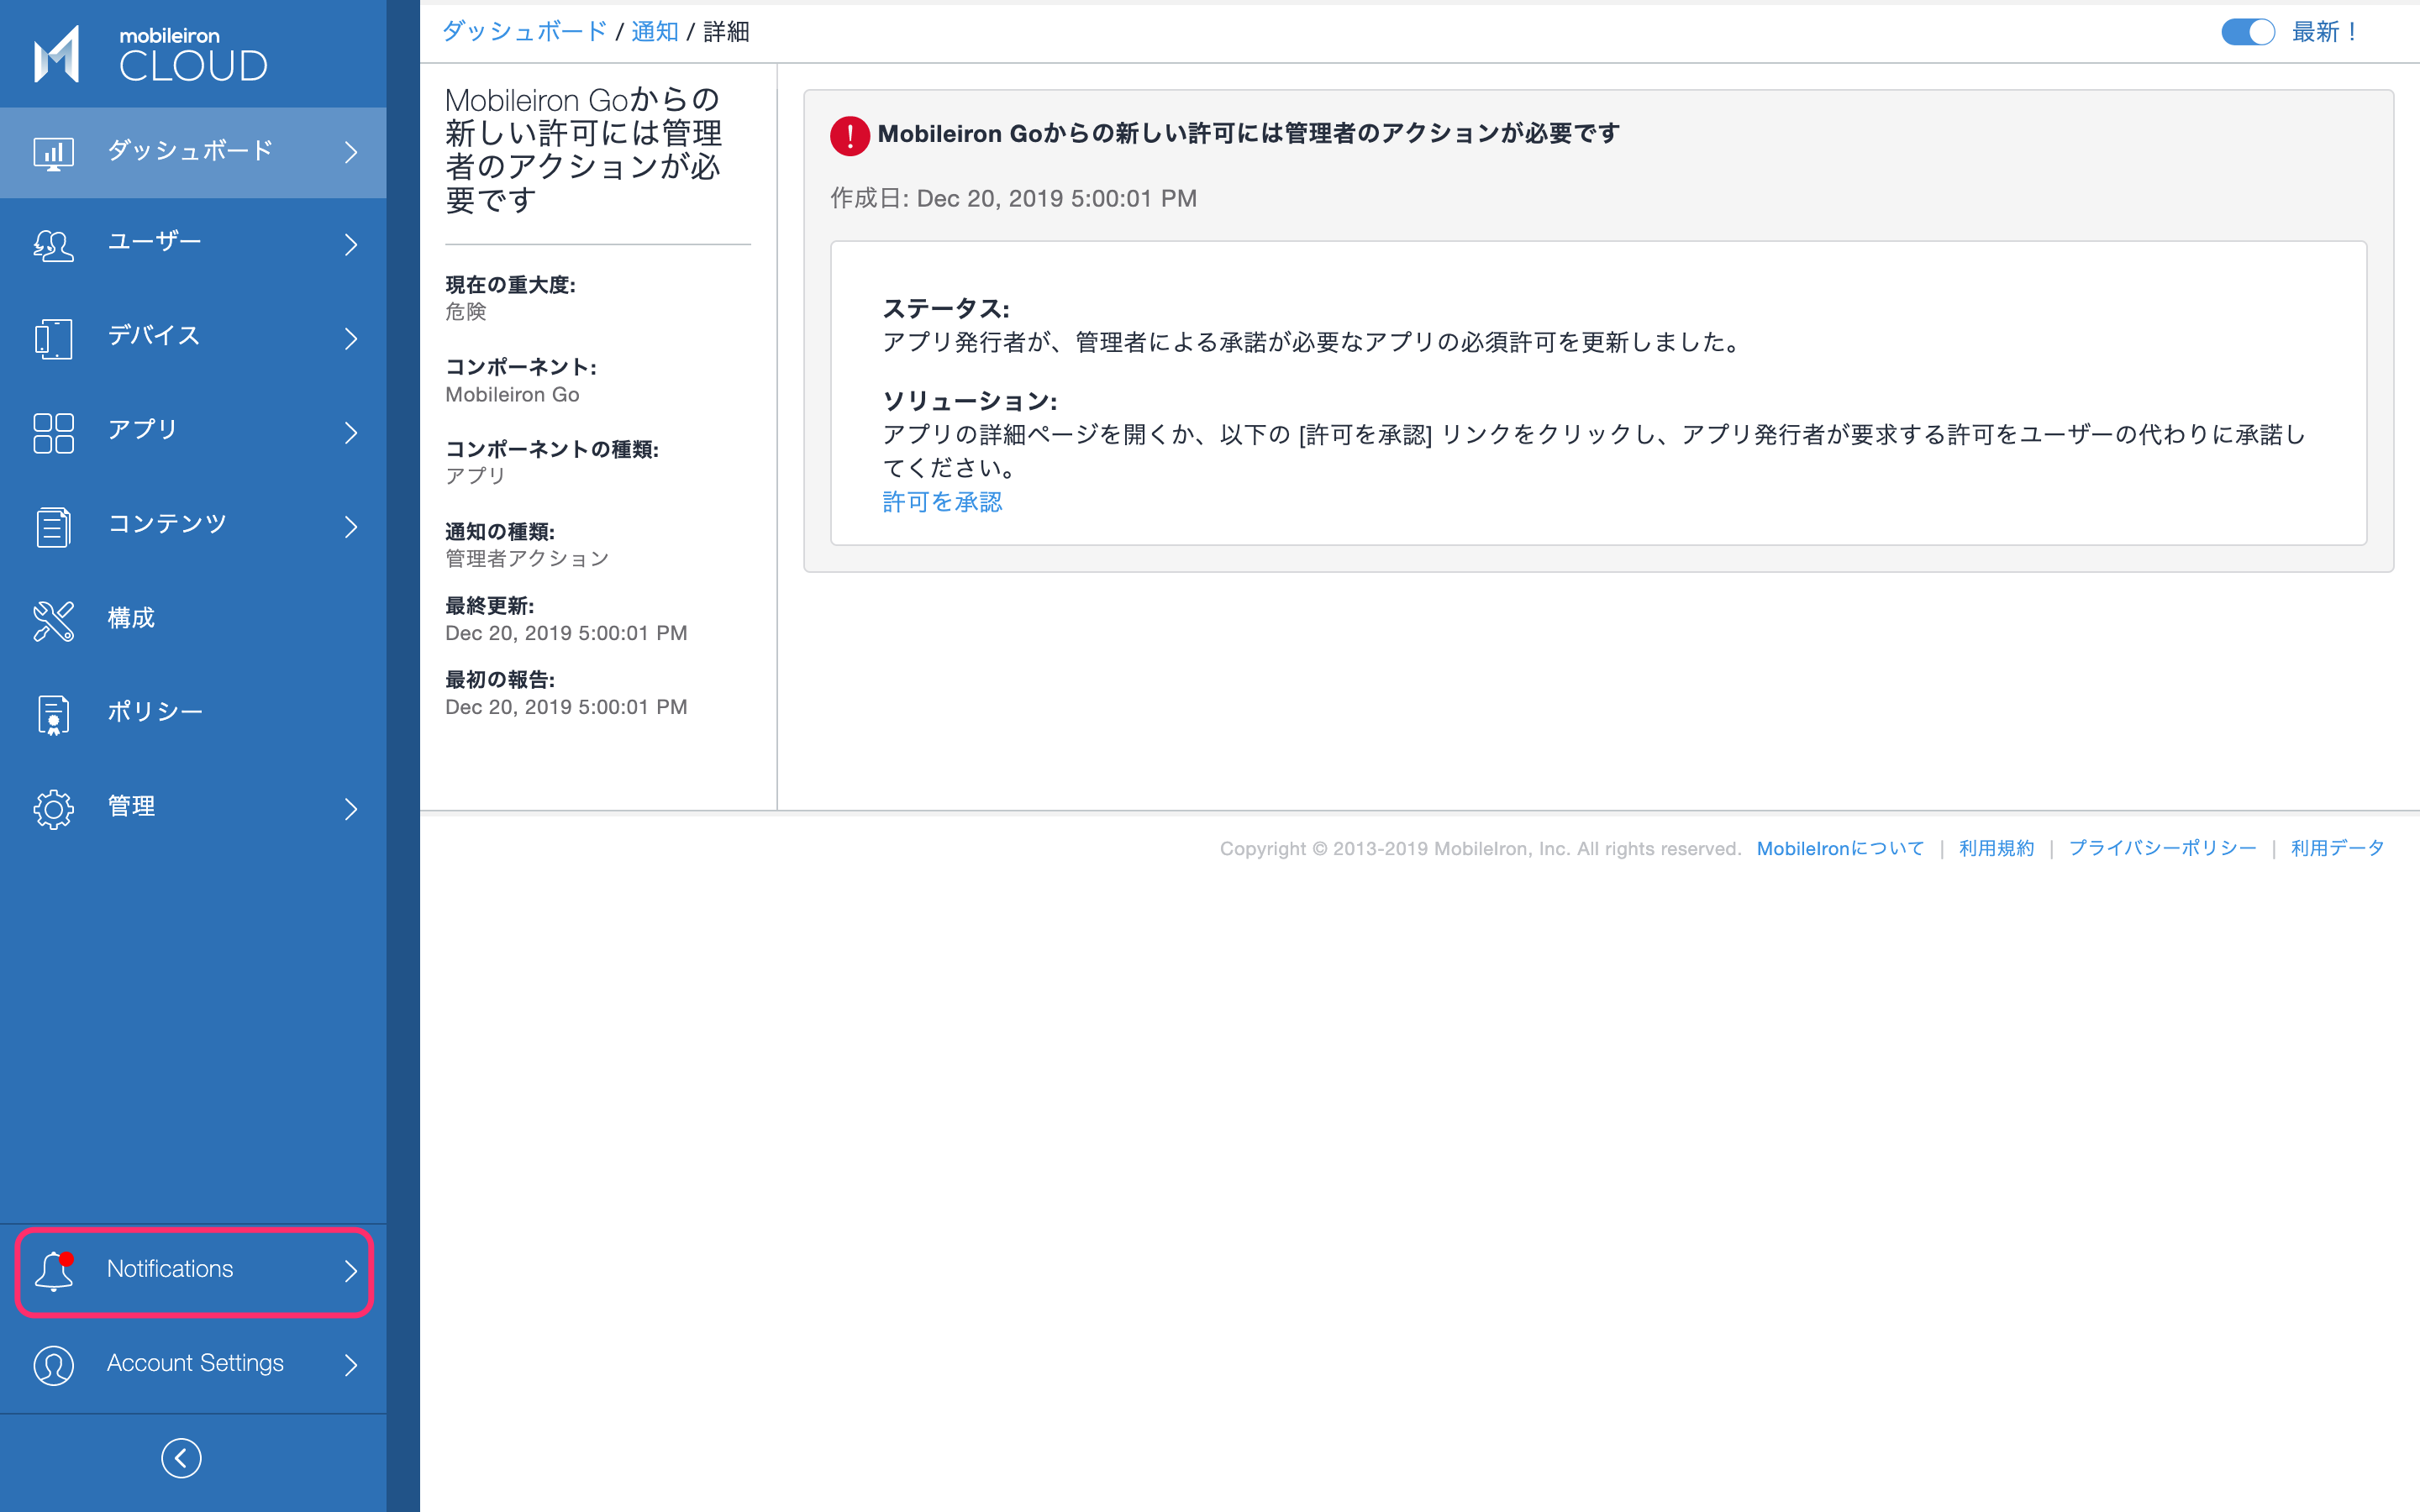 mobileiron
CLOUD
ダッシュボード
ユーザー
デバイス
アプリ
コンテンツ
構成
ポリシー
管理
Notifications
Account Settings
ダッシュボード / 通知 / 詳細
最新！
Mobileiron Goからの
新しい許可には管理
者のアクションが必
要です
現在の重大度:
危険
コンポーネント:
Mobileiron Go
コンポーネントの種類:
アプリ
通知の種類:
管理者アクション
最終更新:
Dec 20, 2019 5:00:01 PM
最初の報告:
Dec 20, 2019 5:00:01 PM
Mobileiron Goからの新しい許可には管理者のアクションが必要です
作成日: Dec 20, 2019 5:00:01 PM
ステータス:
アプリ発行者が、管理者による承諾が必要なアプリの必須許可を更新しました。
ソリューション:
アプリの詳細ページを開くか、以下の [許可を承認] リンクをクリックし、アプリ発行者が要求する許可をユーザーの代わりに承諾し
てください。
許可を承認
Copyright © 2013-2019 MobileIron, Inc. All rights reserved. MobileIronについて | 利用規約 | プライバシーポリシー | 利用データ